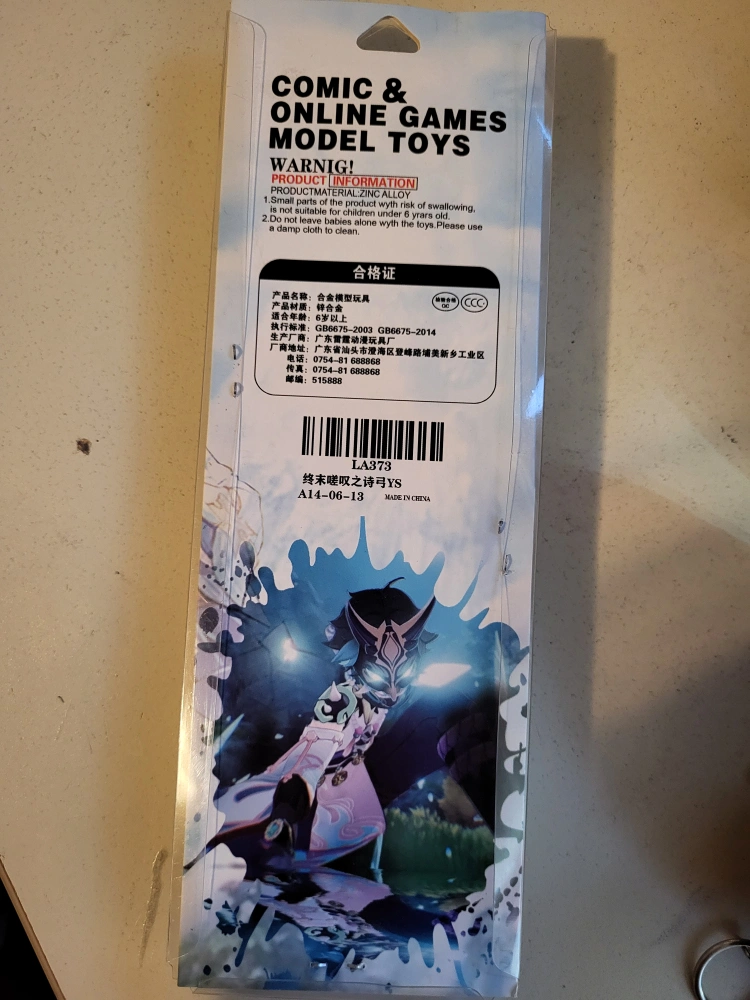 COMIC &
ONLINE GAMES
MODEL TOYS
WARNIG!
PRODUCT INFORMATION
PRODUCTMATERIAL:ZINC ALLOY
1.Small parts of the product wyth risk of swallowing,
is not suitable for children under 6 yaars old.
2.Do not leave babies alone wyth the toys.Please use
a damp cloth to clean.
合格证
产品名称：合金模型玩具
检验合格
QC
CCC
产品材质：锌合金
适合年龄：6岁以上
执行标准：GB6675-2003 GB6675-2014
生产厂商：广东雷霆动漫玩具厂
厂商地址：广东省汕头市澄海区登峰路埔美新乡工业区
电话：0754-81 688868
传真：0754-81 688868
邮编：515888
LA373
终末嗟叹之诗弓YS
A14-06-13 MADE IN CHINA